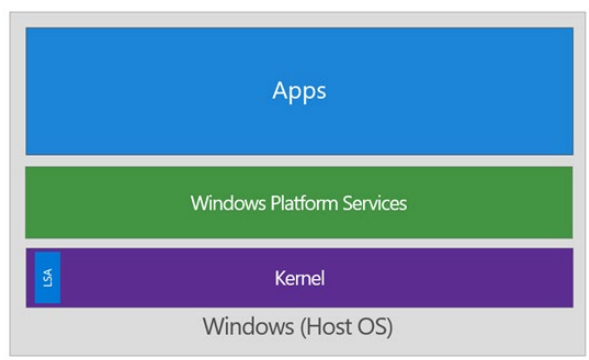 Apps
Windows Platform Services
LSA
Kernel
Windows (Host OS)